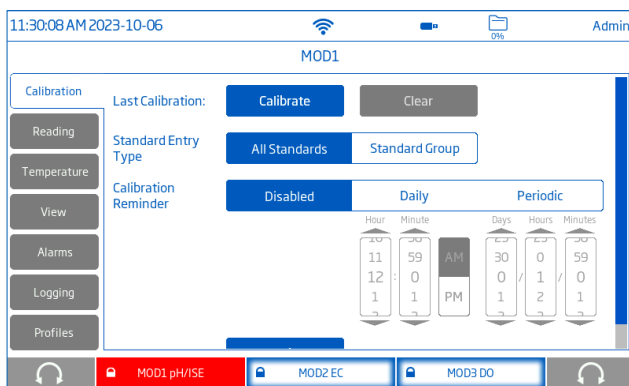 11:30:08 AM 2023-10-06 0% Admin
MOD1
Calibration
Last Calibration: Calibrate Clear
Reading
Standard Entry Type All Standards Standard Group
Temperature
Calibration Reminder Disabled Daily Periodic
View
Hour Minute Days Hours Minutes
11 59 AM 30 0 59
Alarms
12 : 0 0 / 1 / 0
Logging
1 1 PM 1 2 1
Profiles
MOD1 pH/ISE MOD2 EC MOD3 DO